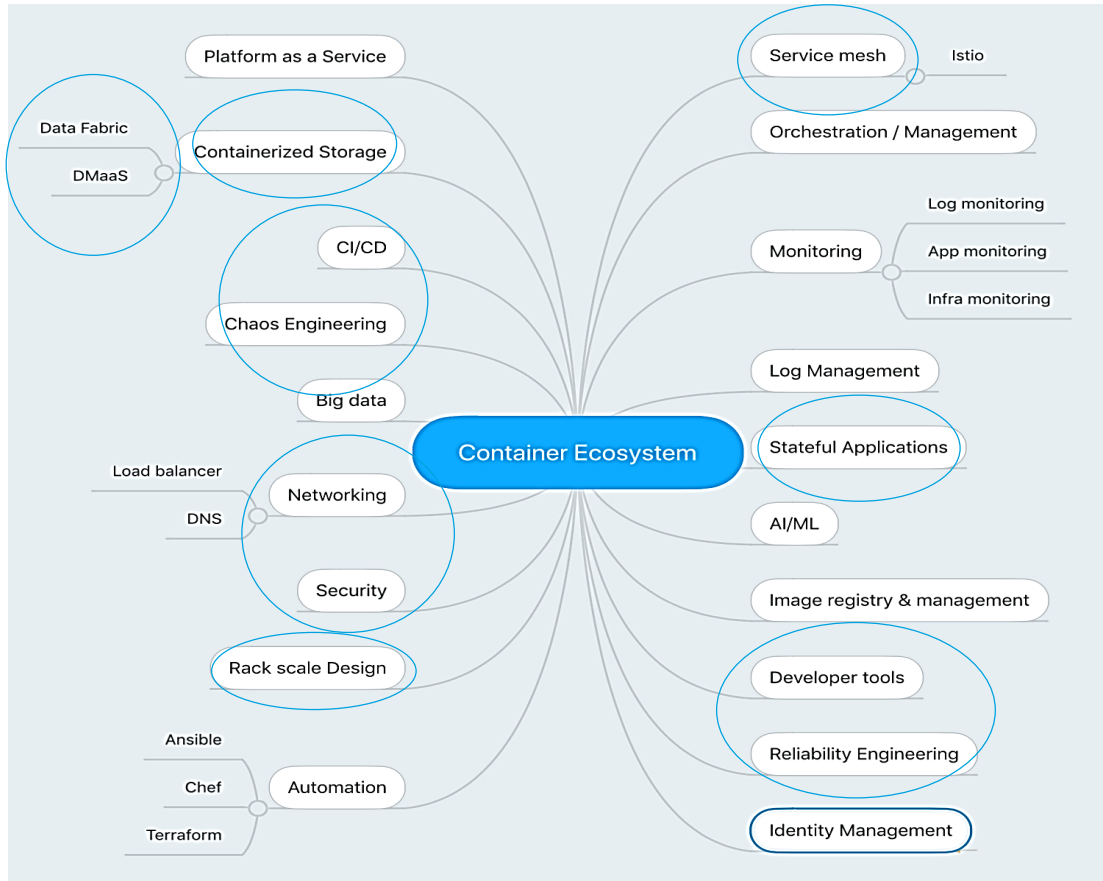 Platform as a Service
Data Fabric
DMaaS
Containerized Storage
CI/CD
Chaos Engineering
Big data
Load balancer
DNS
Networking
Security
Rack scale Design
Ansible
Chef
Terraform
Automation
Container Ecosystem
Service mesh
Istio
Orchestration / Management
Monitoring
Log monitoring
App monitoring
Infra monitoring
Log Management
Stateful Applications
AI/ML
Image registry & management
Developer tools
Reliability Engineering
Identity Management